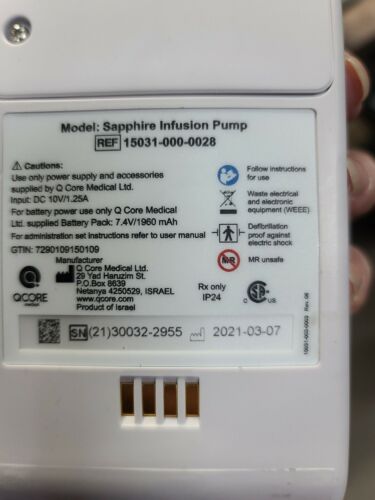 Model: Sapphire Infusion Pump
REF 15031-000-0028
Cautions:
Use only power supply and accessories
supplied by Q Core Medical Ltd.
Input: DC 10V/1.25A
For battery power use only Q Core Medical
Ltd. supplied Battery Pack: 7.4V/1960 mAh
For administration set instructions refer to user manual
GTIN: 7290109150109
Follow instructions
for use
Waste electrical
and electronic
equipment (WEEE)
Defibrillation
proof against
electric shock
MR
MR unsafe
QCORE
Manufacturer
Q Core Medical Ltd.
29 Yad Haruzim St.
P.O.Box 8639
Netanya 4250529, ISRAEL
www.qcore.com
Product of Israel
Rx only
IP24
C US
SN (21)30032-2955 2021-03-07